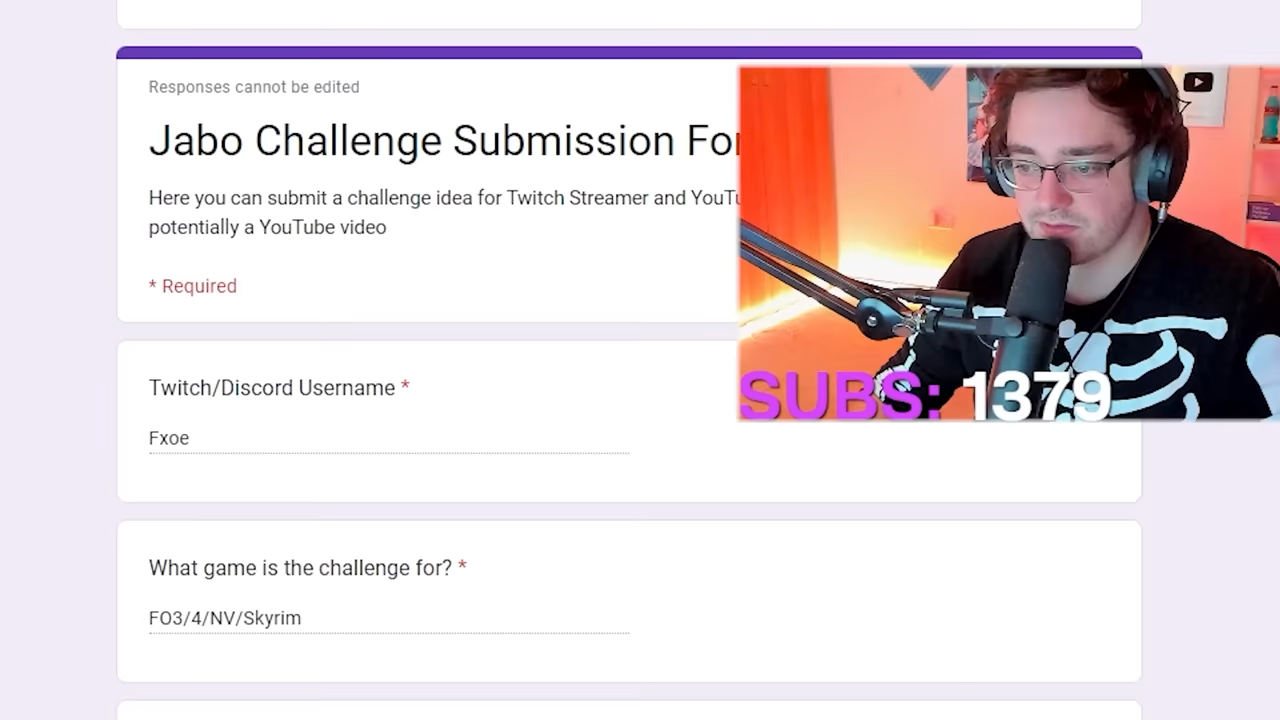 Responses cannot be edited
Jabo Challenge Submission For
Here you can submit a challenge idea for Twitch Streamer and YouTu
potentially a YouTube video
* Required
Twitch/Discord Username *
Fxoe
SUBS: 1379
What game is the challenge for? *
FO3/4/NV/Skyrim